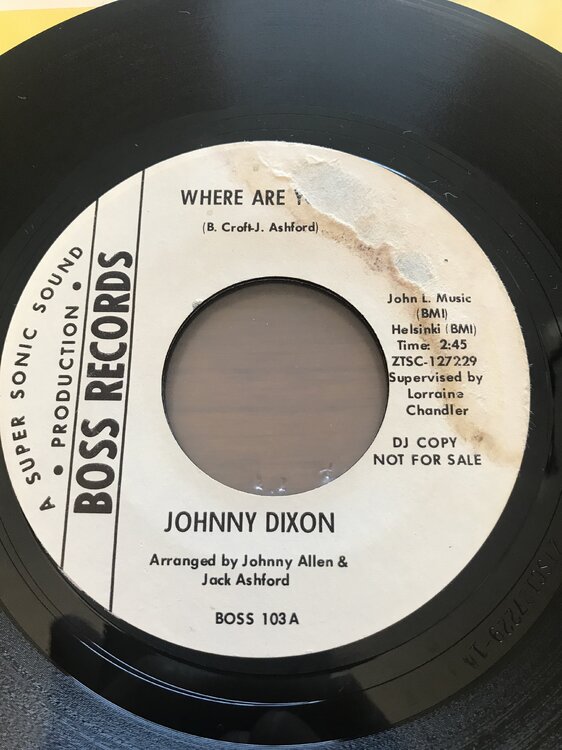 WHERE ARE
(B. Croft-J. Ashford)
A SUPER SONIC SOUND
• PRODUCTION •
BOSS RECORDS
John L. Music
(BMI)
Helsinki (BMI)
Time: 2:45
ZTSC-127229
Supervised by
Lorraine
Chandler
DJ COPY
NOT FOR SALE
JOHNNY DIXON
Arranged by Johnny Allen &
Jack Ashford
BOSS 103A